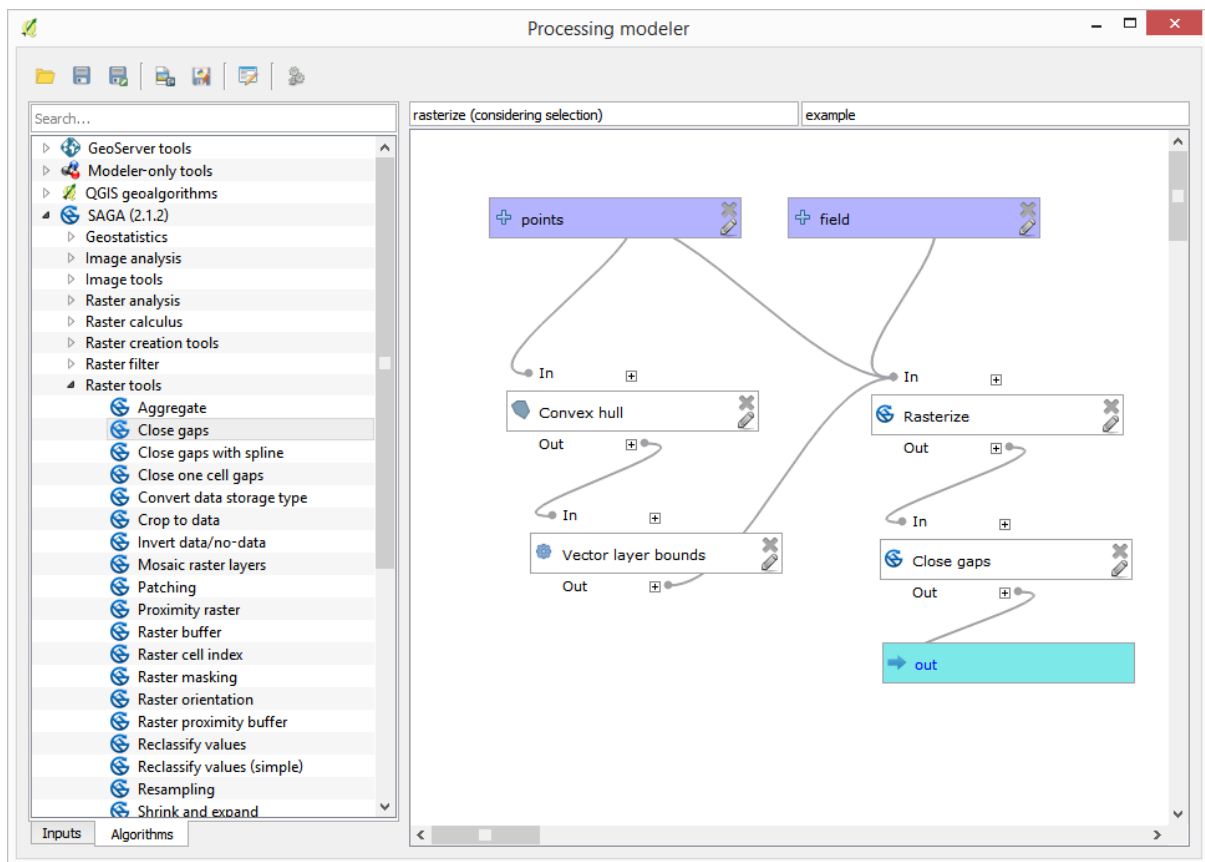 Processing modeler
Search...
rasterize (considering selection)
example
GeoServer tools
Modeler-only tools
QGIS geoalgorithms
SAGA (2.1.2)
Geostatistics
Image analysis
Image tools
Raster analysis
Raster calculus
Raster creation tools
Raster filter
Raster tools
Aggregate
Close gaps
Close gaps with spline
Close one cell gaps
Convert data storage type
Crop to data
Invert data/no-data
Mosaic raster layers
Patching
Proximity raster
Raster buffer
Raster cell index
Raster masking
Raster orientation
Raster proximity buffer
Reclassify values
Reclassify values (simple)
Resampling
Shrink and expand
Inputs
Algorithms
points
field
In
Convex hull
Out
In
Vector layer bounds
Out
In
Rasterize
Out
In
Close gaps
Out
out